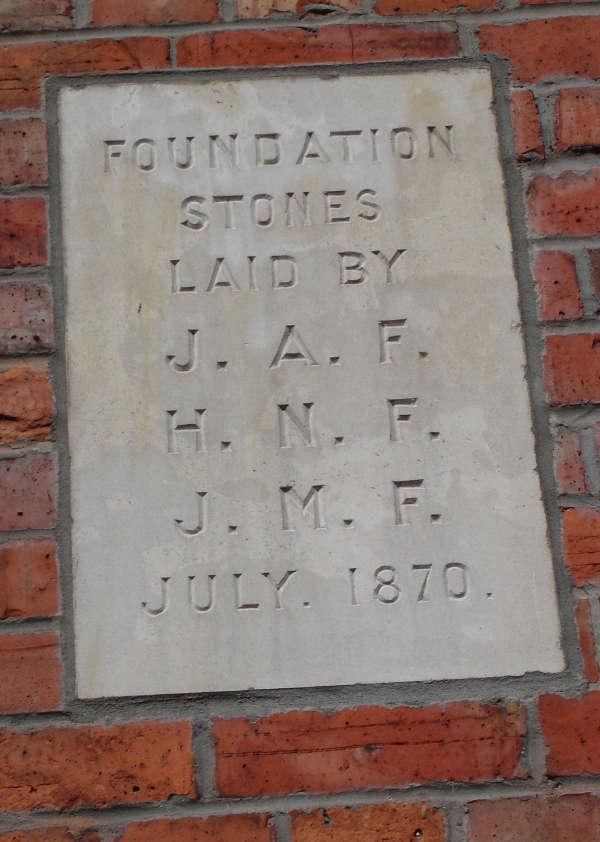 FOUNDATION
STONES
LAID BY
J. A. F.
H. N. F.
J. M. F.
JULY. 1870.